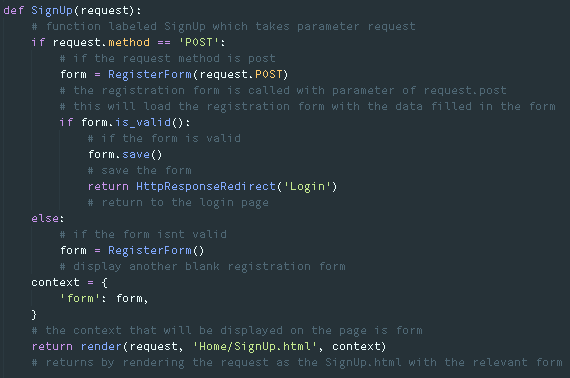 def SignUp(request):
    # function labeled SignUp which takes parameter request
    if request.method == 'POST':
        # if the request method is post
        form = RegisterForm(request.POST)
        # the registration form is called with parameter of request.post
        # this will load the registration form with the data filled in the form
        if form.is_valid():
            # if the form is valid
            form.save()
            # save the form
            return HttpResponseRedirect('Login')
            # return to the login page
    else:
        # if the form isnt valid
        form = RegisterForm()
        # display another blank registration form
    context = {
        'form': form,
    }
    # the context that will be displayed on the page is form
    return render(request, 'Home/SignUp.html', context)
    # returns by rendering the request as the SignUp.html with the relevant form